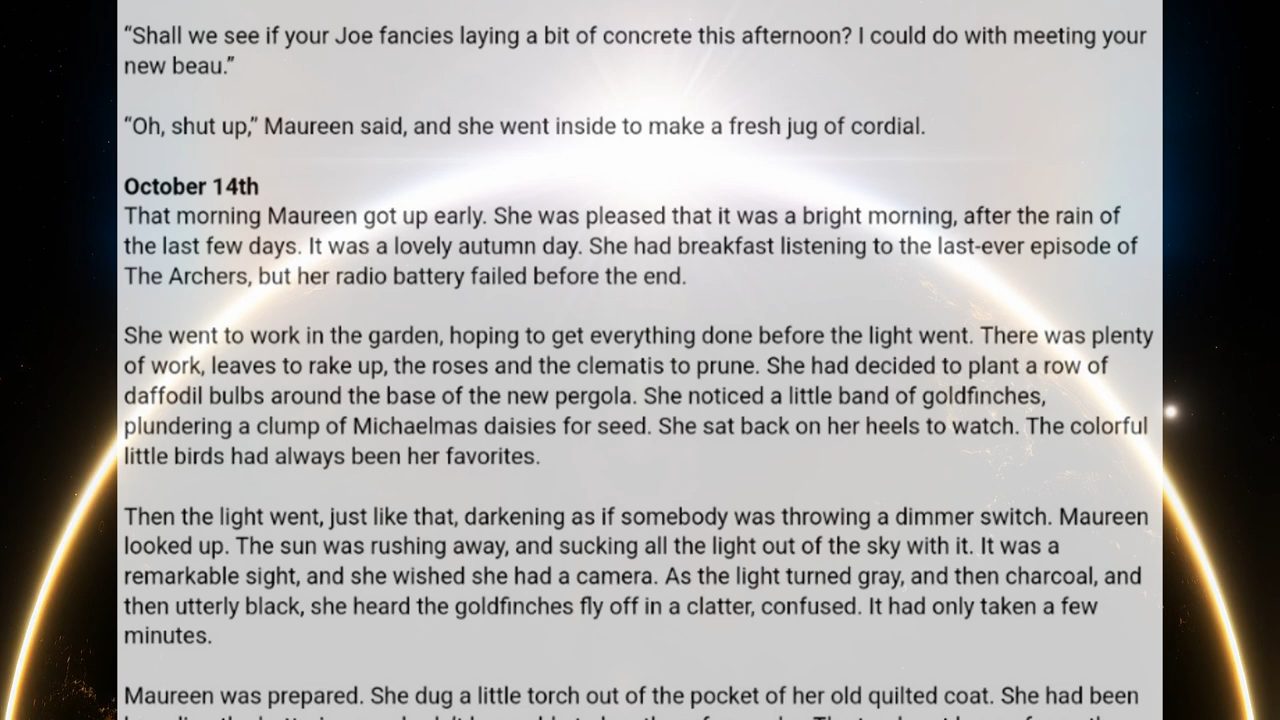 “Shall we see if your Joe fancies laying a bit of concrete this afternoon? I could do with meeting your
new beau.”
“Oh, shut up,” Maureen said, and she went inside to make a fresh jug of cordial.
October 14th
That morning Maureen got up early. She was pleased that it was a bright morning, after the rain of
the last few days. It was a lovely autumn day. She had breakfast listening to the last-ever episode of
The Archers, but her radio battery failed before the end.
She went to work in the garden, hoping to get everything done before the light went. There was plenty
of work, leaves to rake up, the roses and the clematis to prune. She had decided to plant a row of
daffodil bulbs around the base of the new pergola. She noticed a little band of goldfinches,
plundering a clump of Michaelmas daisies for seed. She sat back on her heels to watch. The colorful
little birds had always been her favorites.
Then the light went, just like that, darkening as if somebody was throwing a dimmer switch. Maureen
looked up. The sun was rushing away, and sucking all the light out of the sky with it. It was a
remarkable sight, and she wished she had a camera. As the light turned gray, and then charcoal, and
then utterly black, she heard the goldfinches fly off in a clatter, confused. It had only taken a few
minutes.
Maureen was prepared. She dug a little torch out of the pocket of her old quilted coat. She had been